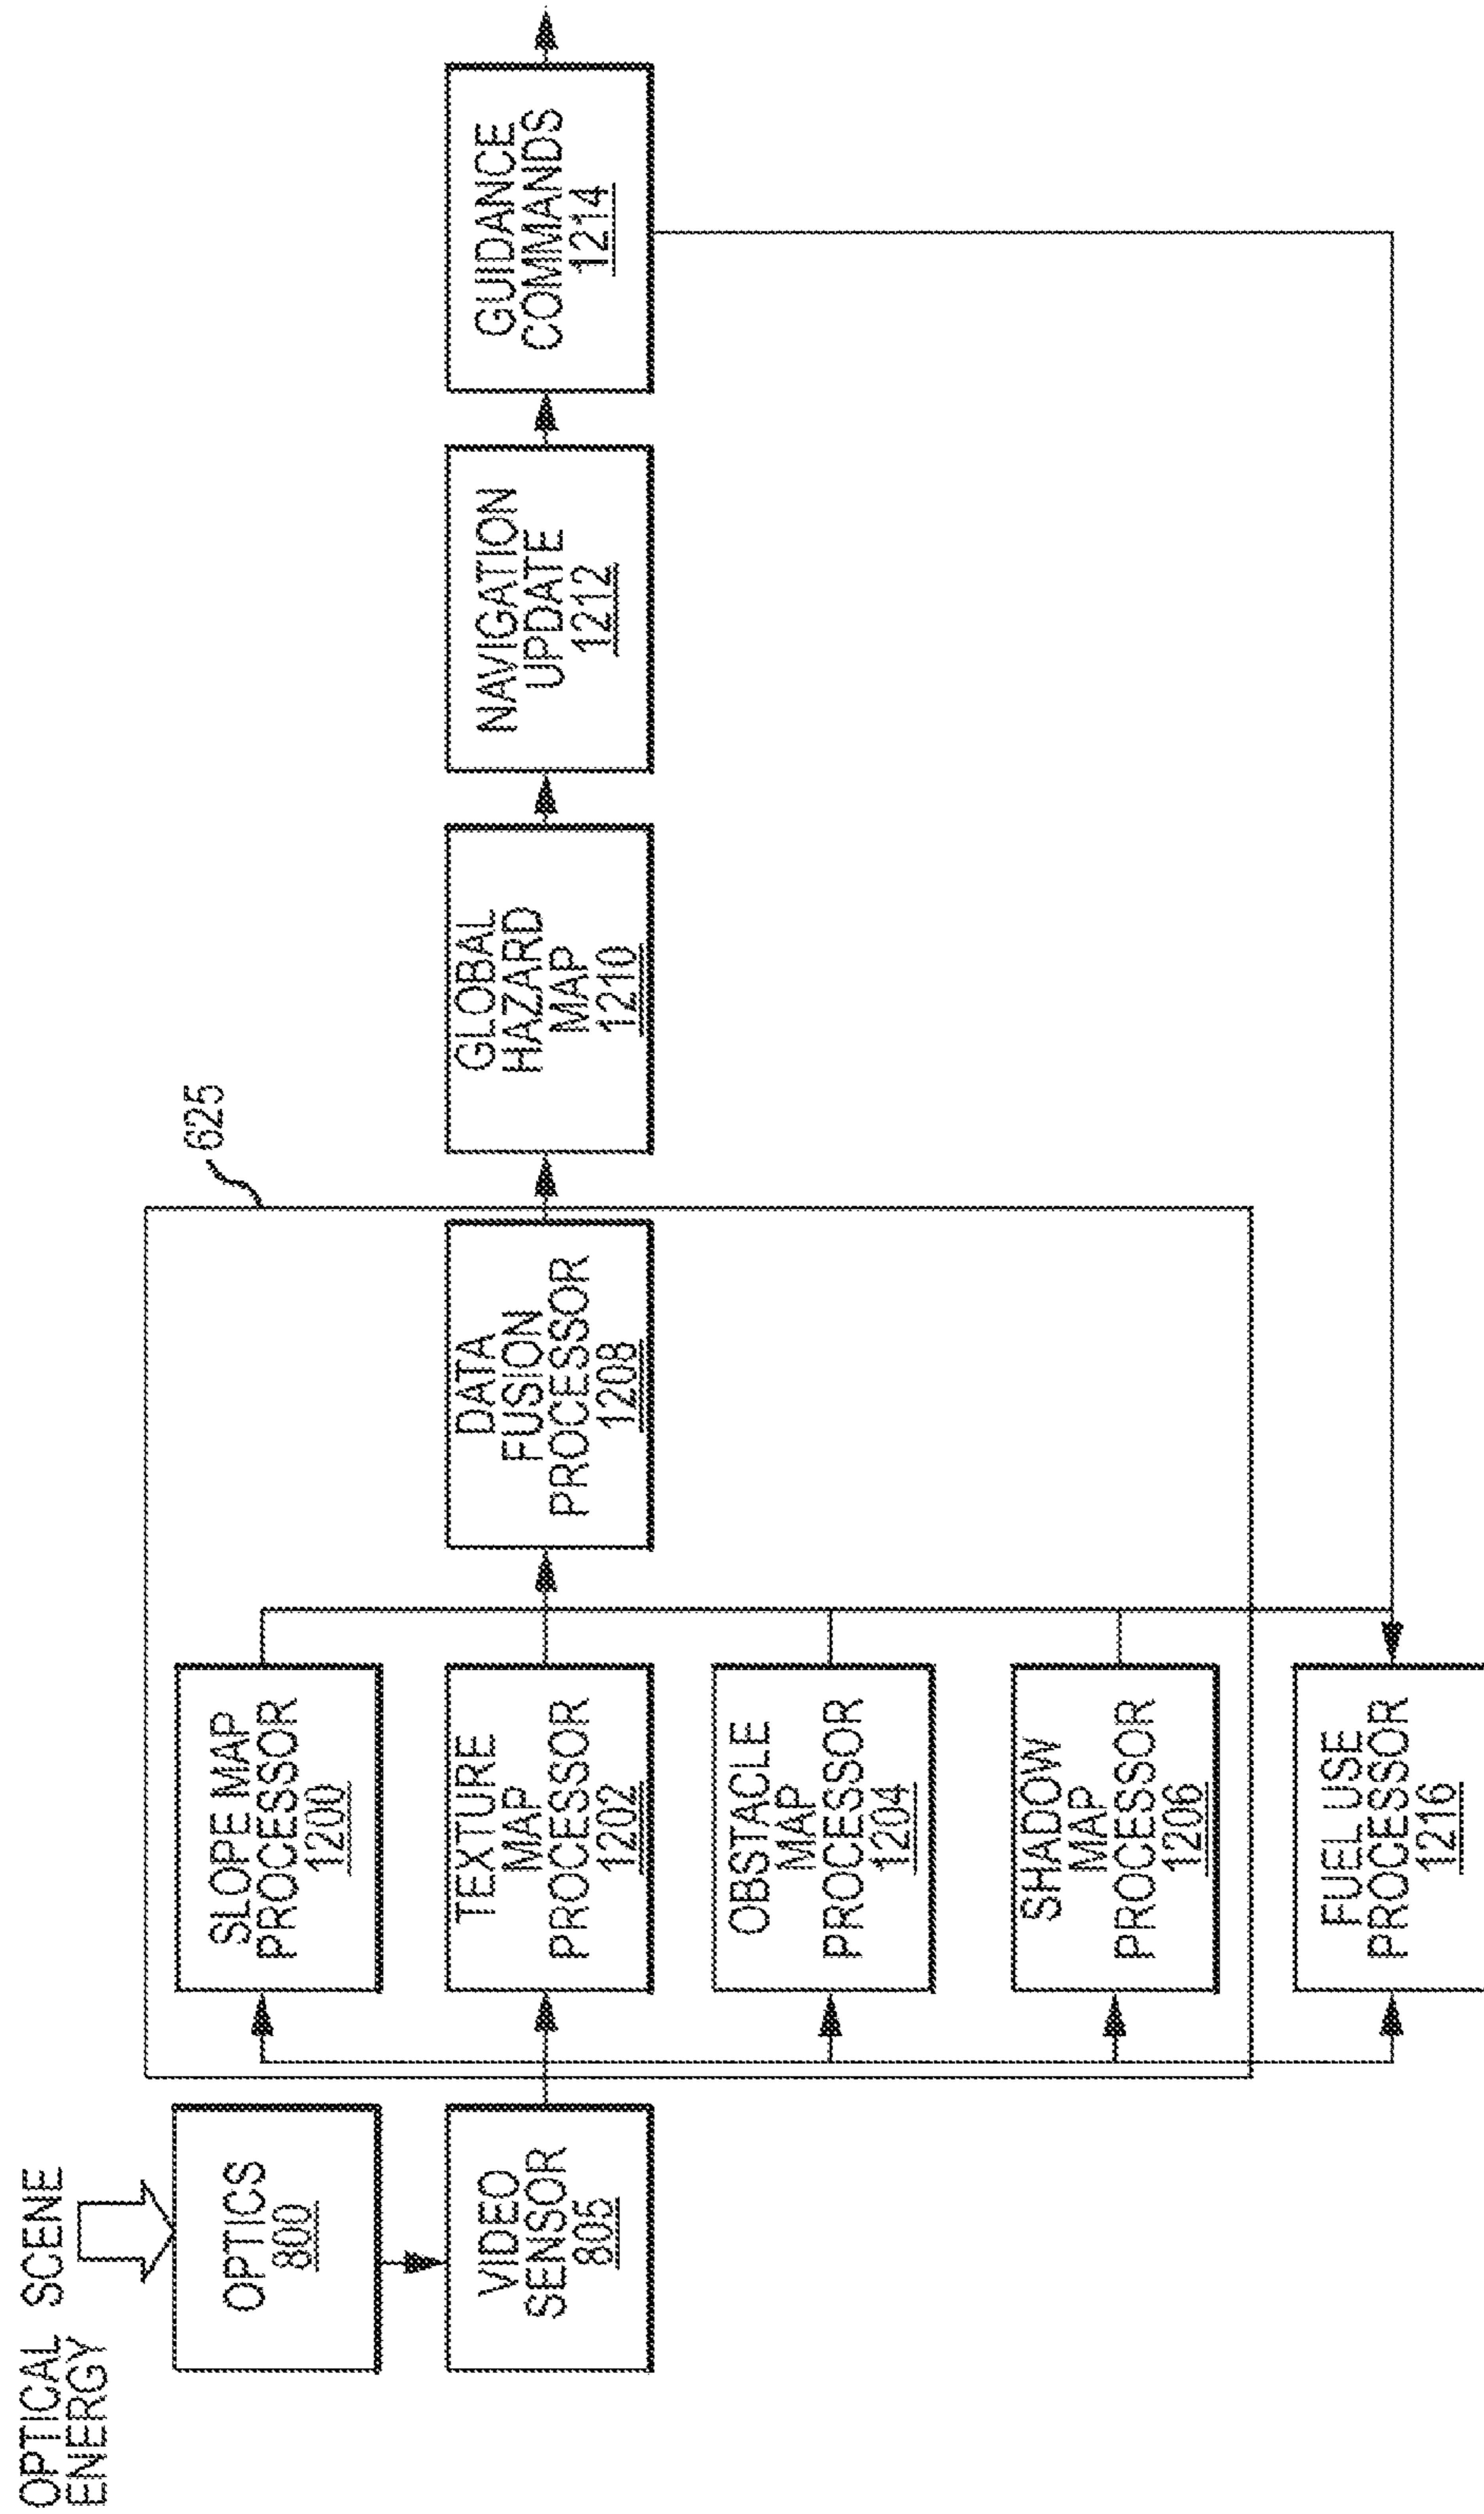 OPTICAL SCENE
ENERGY
OPTICS
800
VIDEO
SENSOR
805
625
SLOPE MAP
PROCESSOR
1200
TEXTURE
MAP
PROCESSOR
1202
OBSTACLE
MAP
PROCESSOR
1204
SHADOW
MAP
PROCESSOR
1206
FUEL USE
PROCESSOR
1216
DATA
FUSION
PROCESSOR
1208
GLOBAL
HAZARD
MAP
1210
NAVIGATION
UPDATE
1212
GUIDANCE
COMMANDS
1214